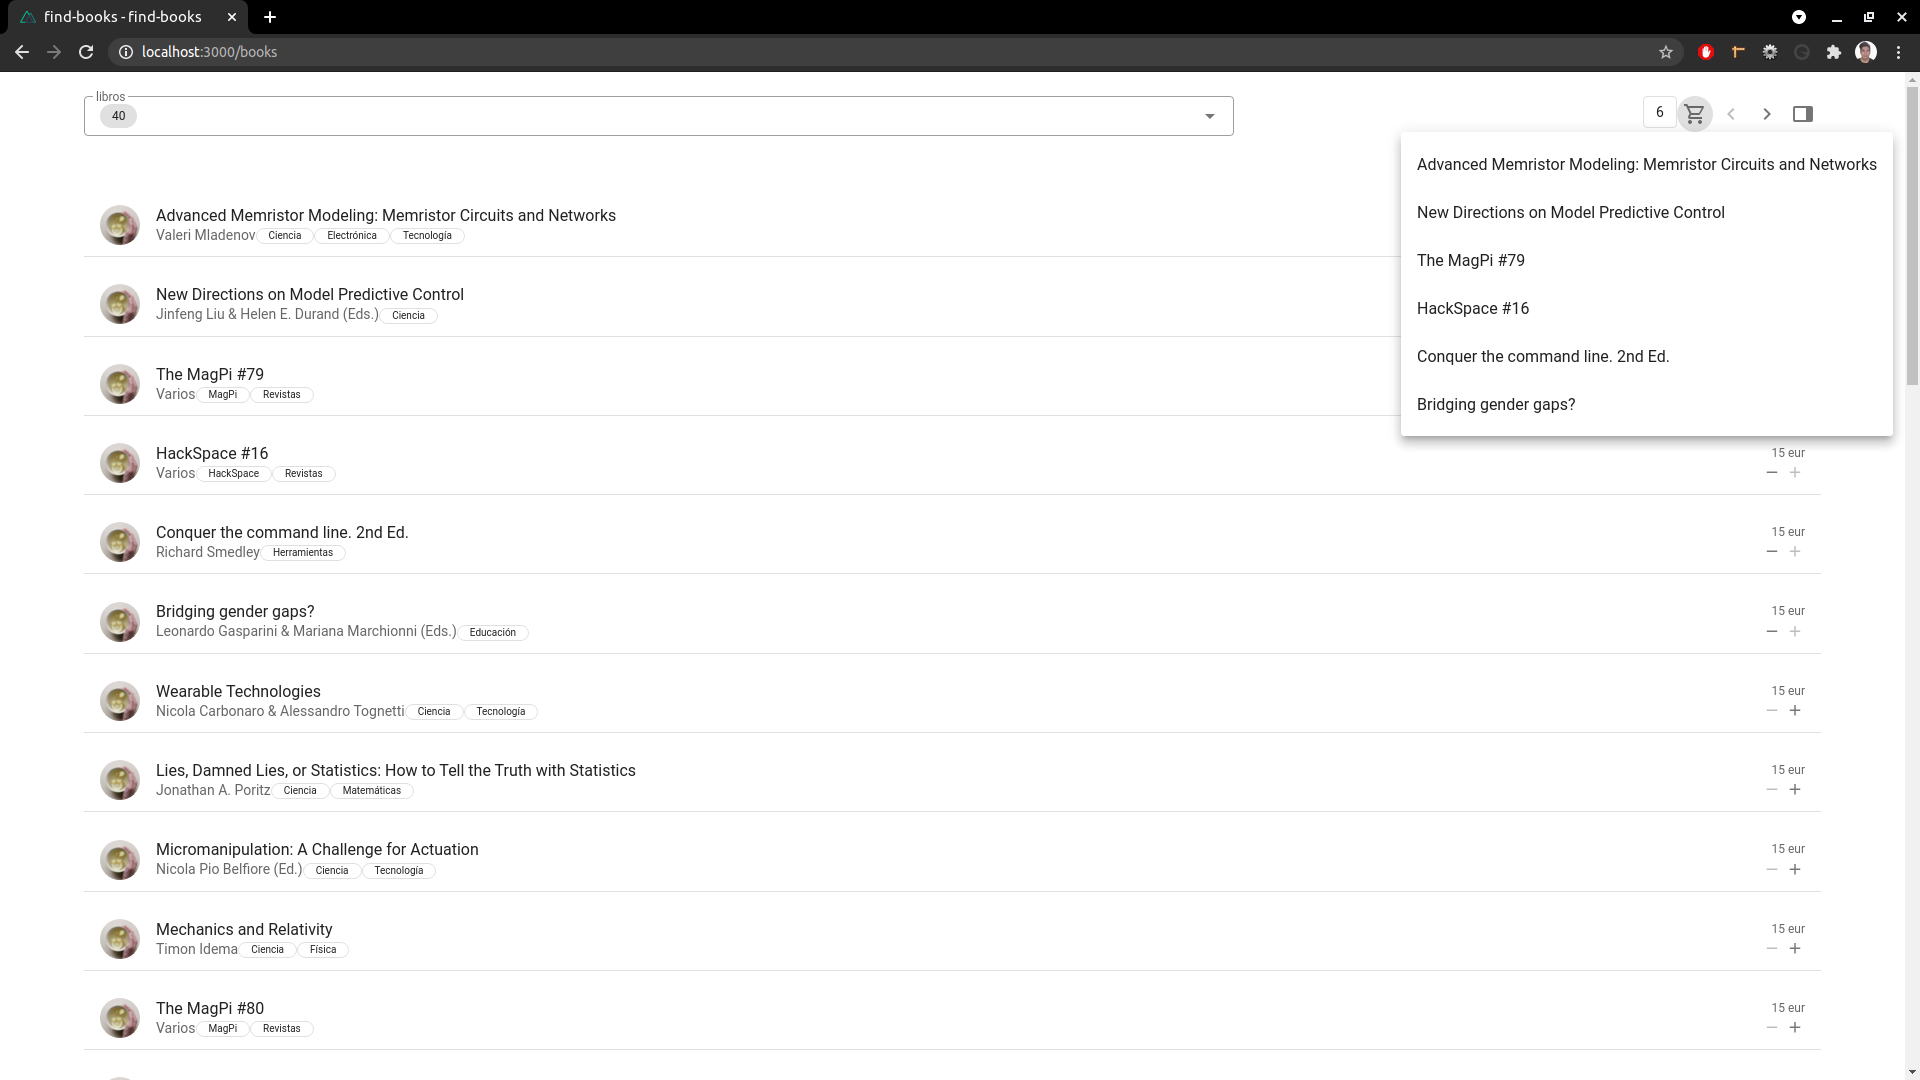 find-books - find-books
localhost:3000/books
libros
40
6
Advanced Memristor Modeling: Memristor Circuits and Networks
New Directions on Model Predictive Control
The MagPi #79
HackSpace #16
Conquer the command line. 2nd Ed.
Bridging gender gaps?
Advanced Memristor Modeling: Memristor Circuits and Networks
Valeri Mladenov Ciencia Electrónica Tecnología
New Directions on Model Predictive Control
Jinfeng Liu & Helen E. Durand (Eds.) Ciencia
The MagPi #79
Varios MagPi Revistas
HackSpace #16
15 eur
Varios HackSpace Revistas
Conquer the command line. 2nd Ed.
15 eur
Richard Smedley Herramientas
Bridging gender gaps?
15 eur
Leonardo Gasparini & Mariana Marchionni (Eds.) Educación
Wearable Technologies
15 eur
Nicola Carbonaro & Alessandro Tognetti Ciencia Tecnología
Lies, Damned Lies, or Statistics: How to Tell the Truth with Statistics
15 eur
Jonathan A. Poritz Ciencia Matemáticas
Micromanipulation: A Challenge for Actuation
15 eur
Nicola Pio Belfiore (Ed.) Ciencia Tecnología
Mechanics and Relativity
15 eur
Timon Idema Ciencia Física
The MagPi #80
15 eur
Varios MagPi Revistas